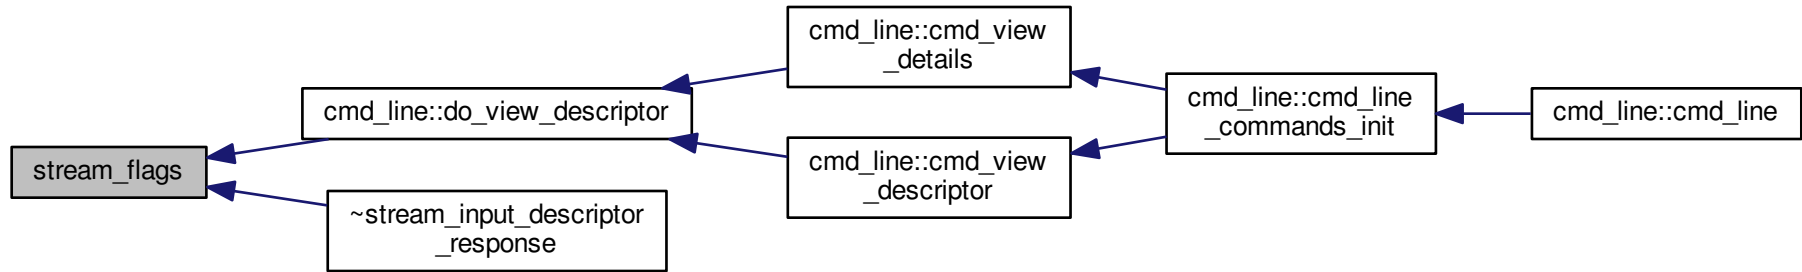 stream_flags
cmd_line::do_view_descriptor
~stream_input_descriptor
_response
cmd_line::cmd_view
_details
cmd_line::cmd_view
_descriptor
cmd_line::cmd_line
_commands_init
cmd_line::cmd_line